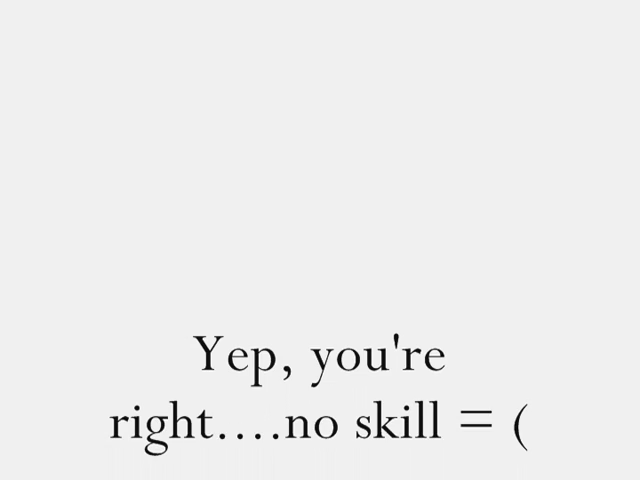 Yep, you're
right....no skill = (